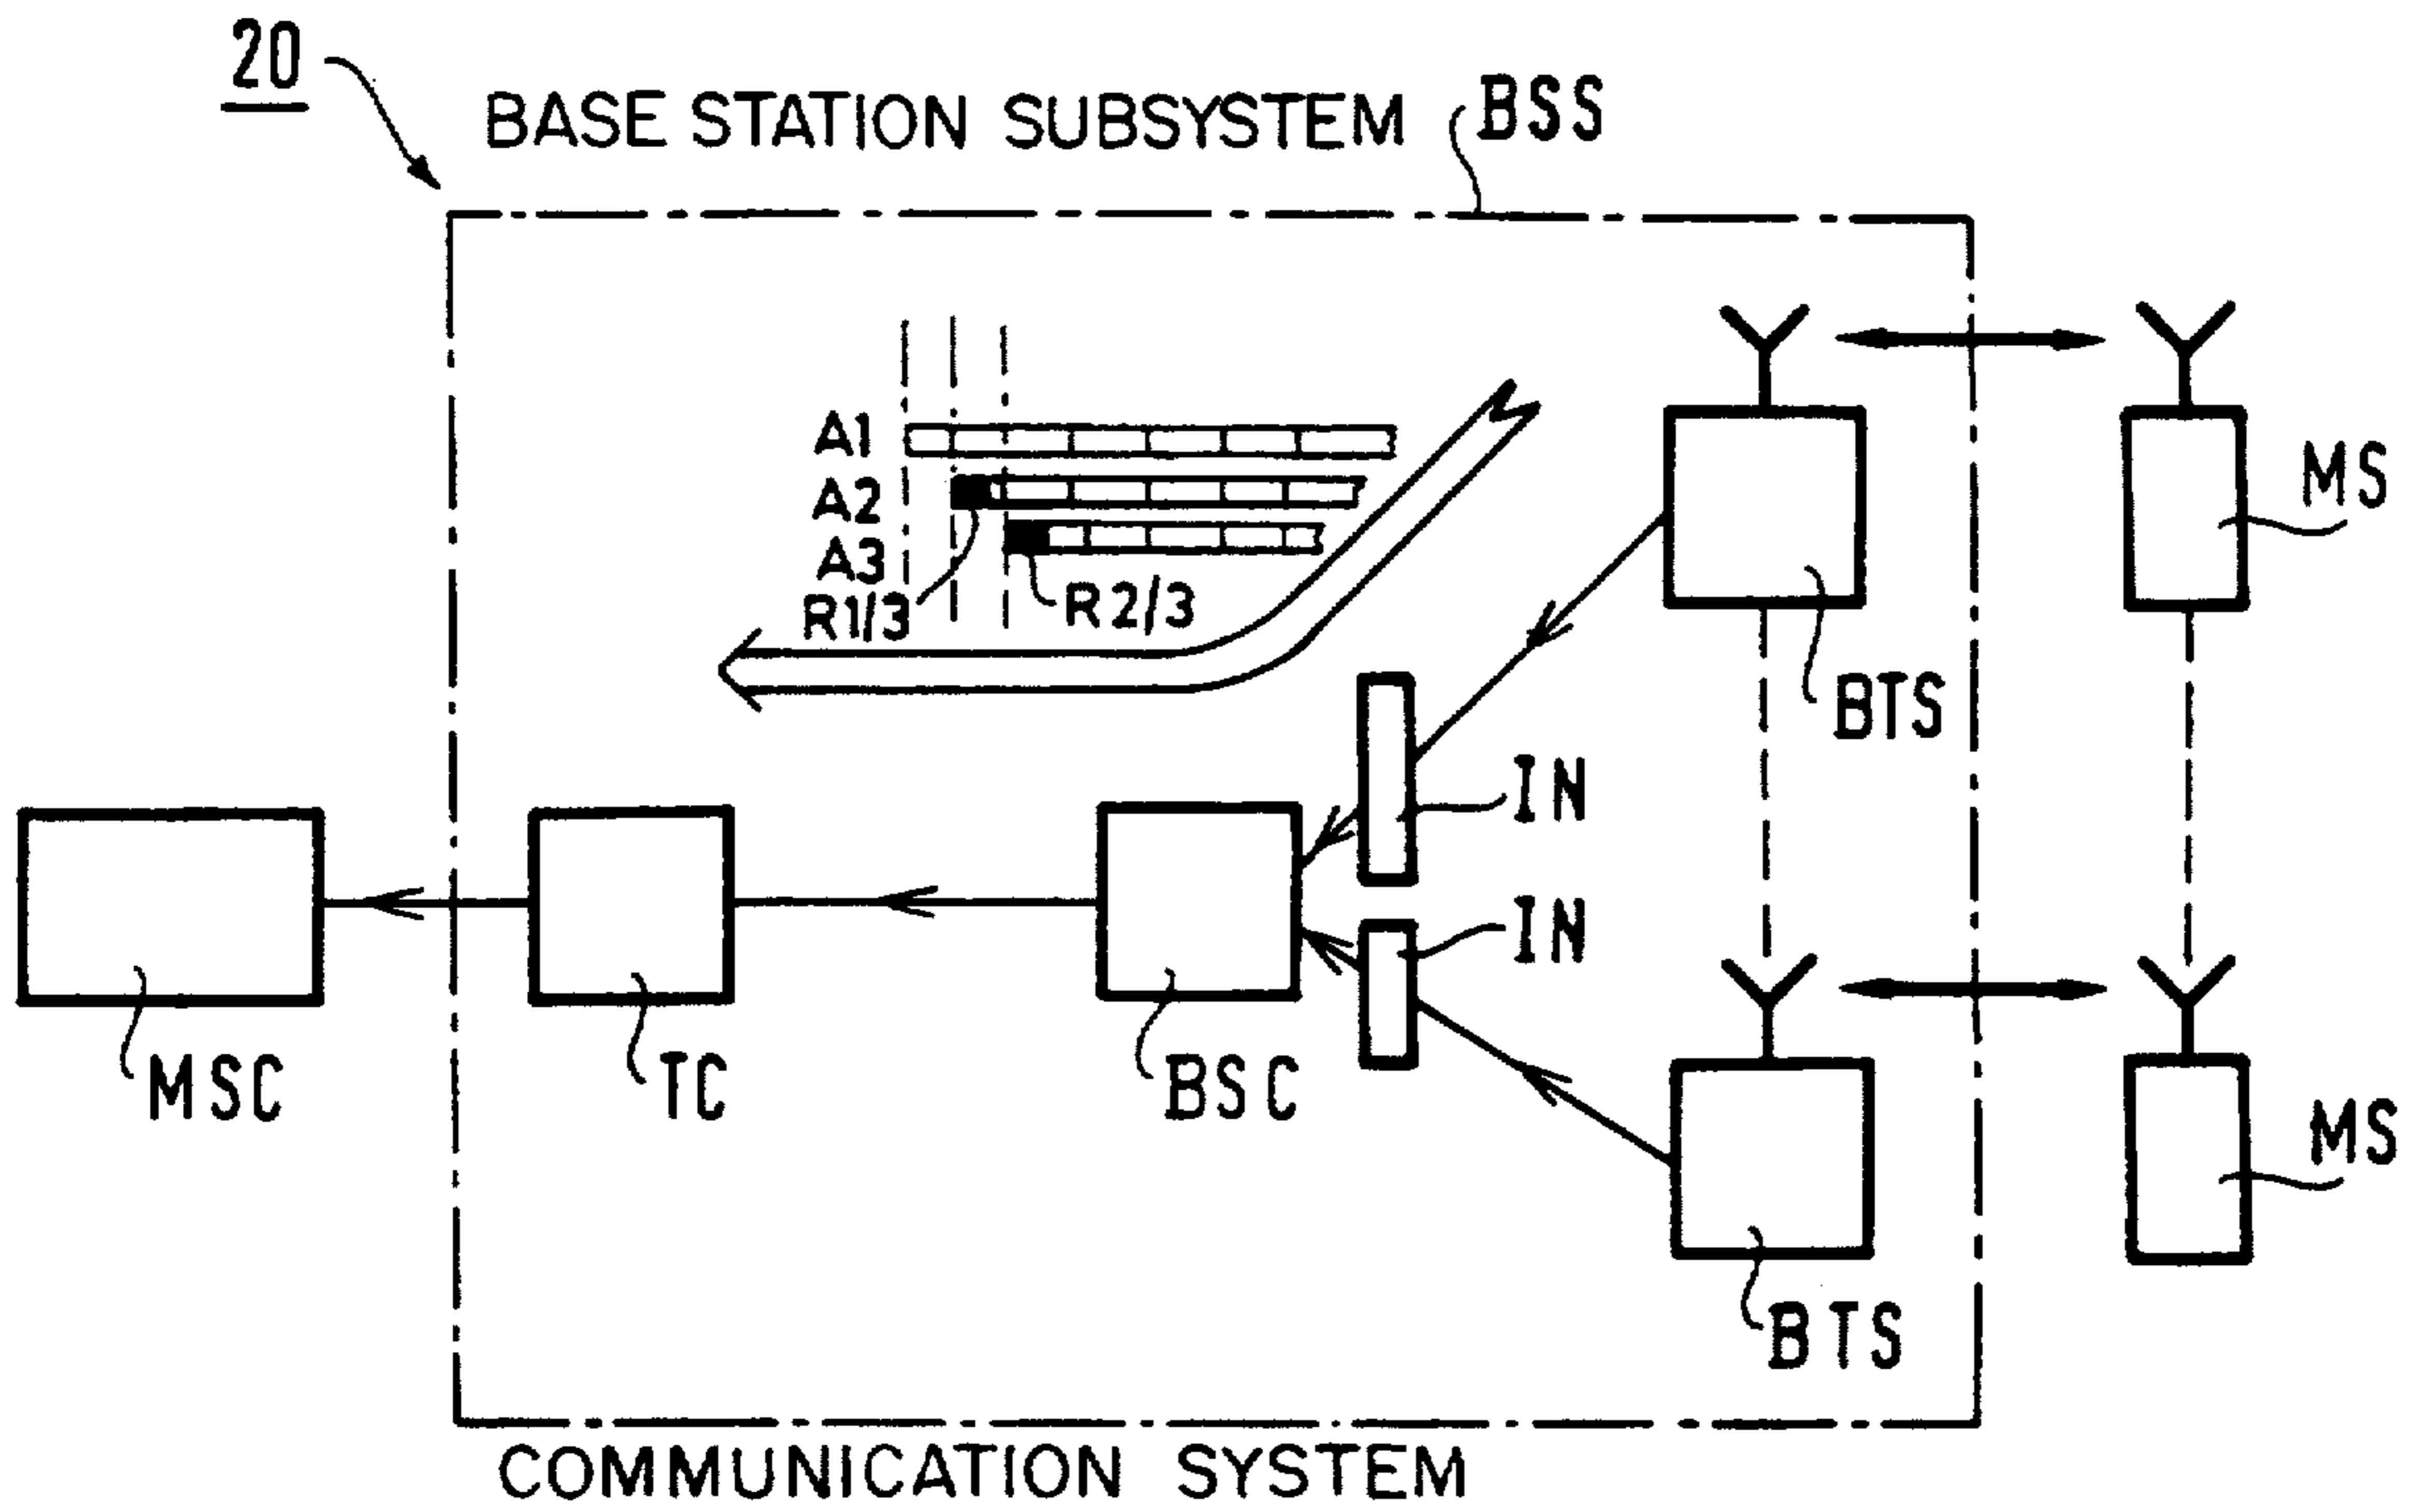 20
BASE STATION SUBSYSTEM
BSS
A1
A2
A3
R1/3
R2/3
MS
BTS
IN
IN
MSC
TC
BSC
MS
BTS
COMMUNICATION SYSTEM